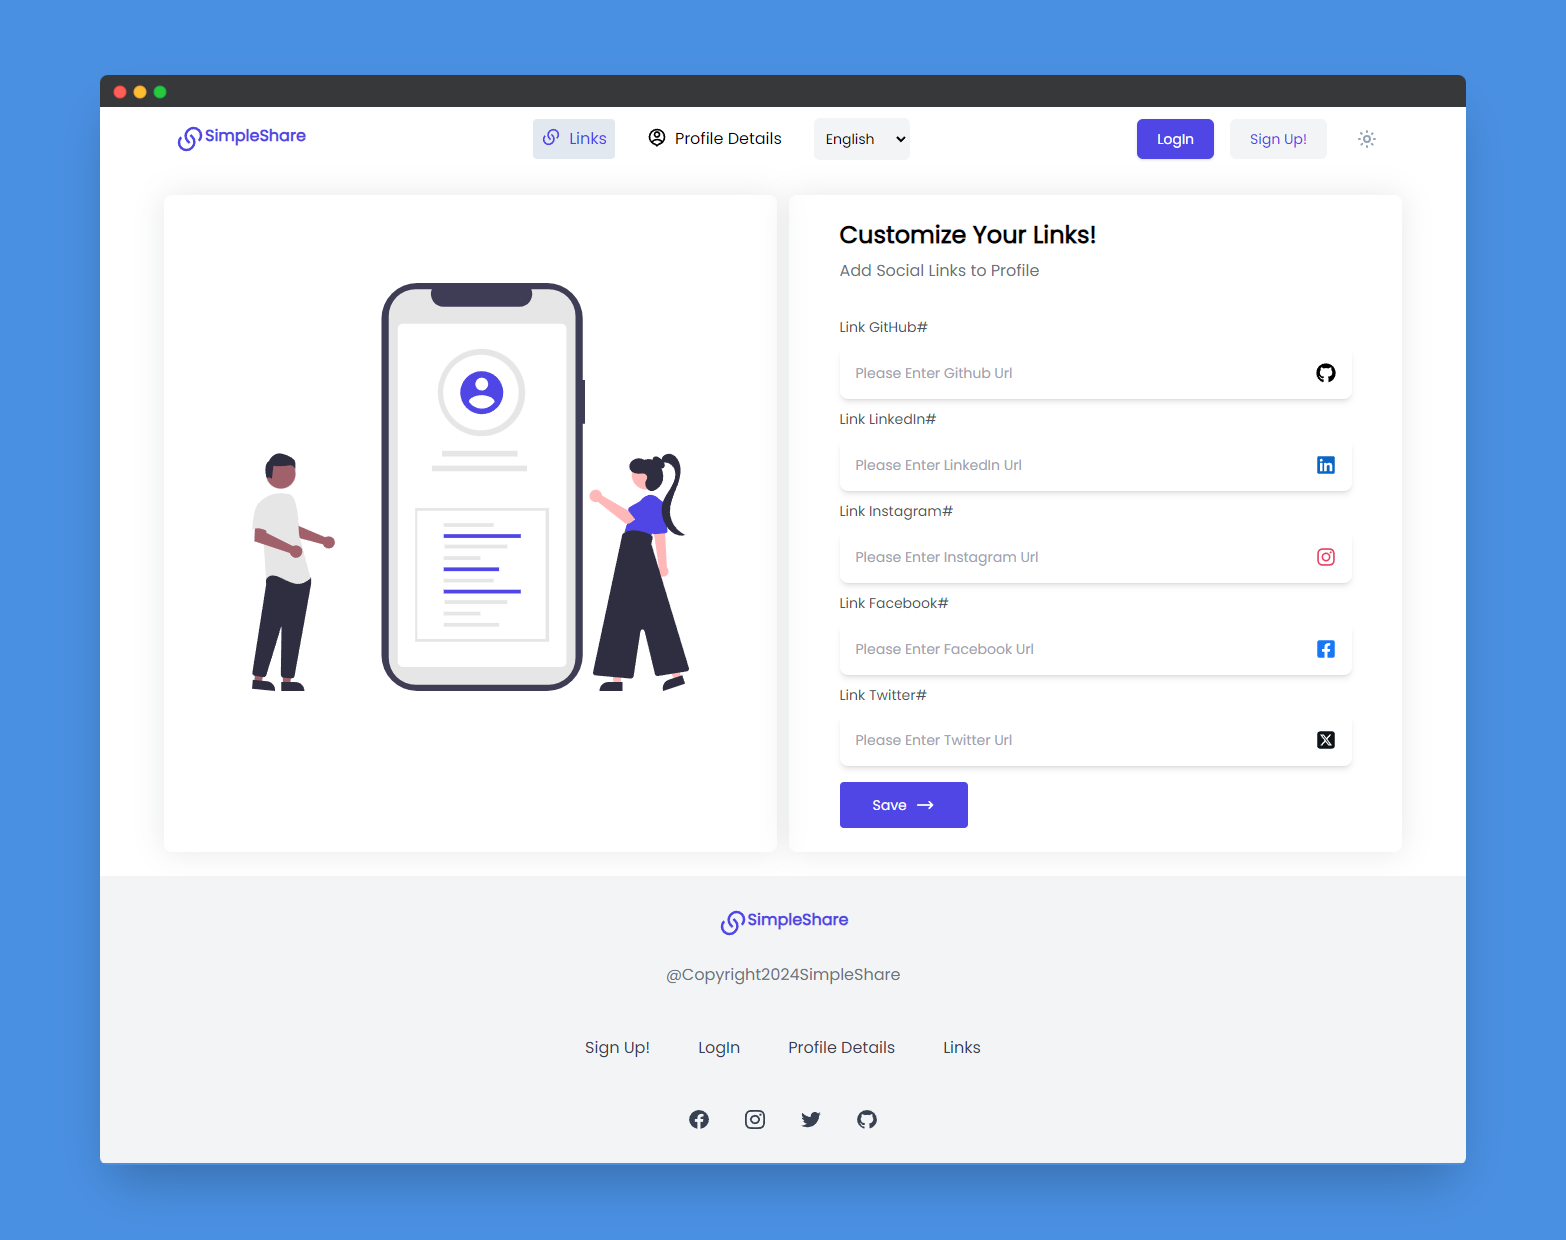 SimpleShare
Links
Profile Details
English
LogIn
Sign Up!
Customize Your Links!
Add Social Links to Profile
Link GitHub#
Please Enter Github Url
Link LinkedIn#
Please Enter LinkedIn Url
Link Instagram#
Please Enter Instagram Url
Link Facebook#
Please Enter Facebook Url
Link Twitter#
Please Enter Twitter Url
Save
SimpleShare
@Copyright2024SimpleShare
Sign Up!
LogIn
Profile Details
Links